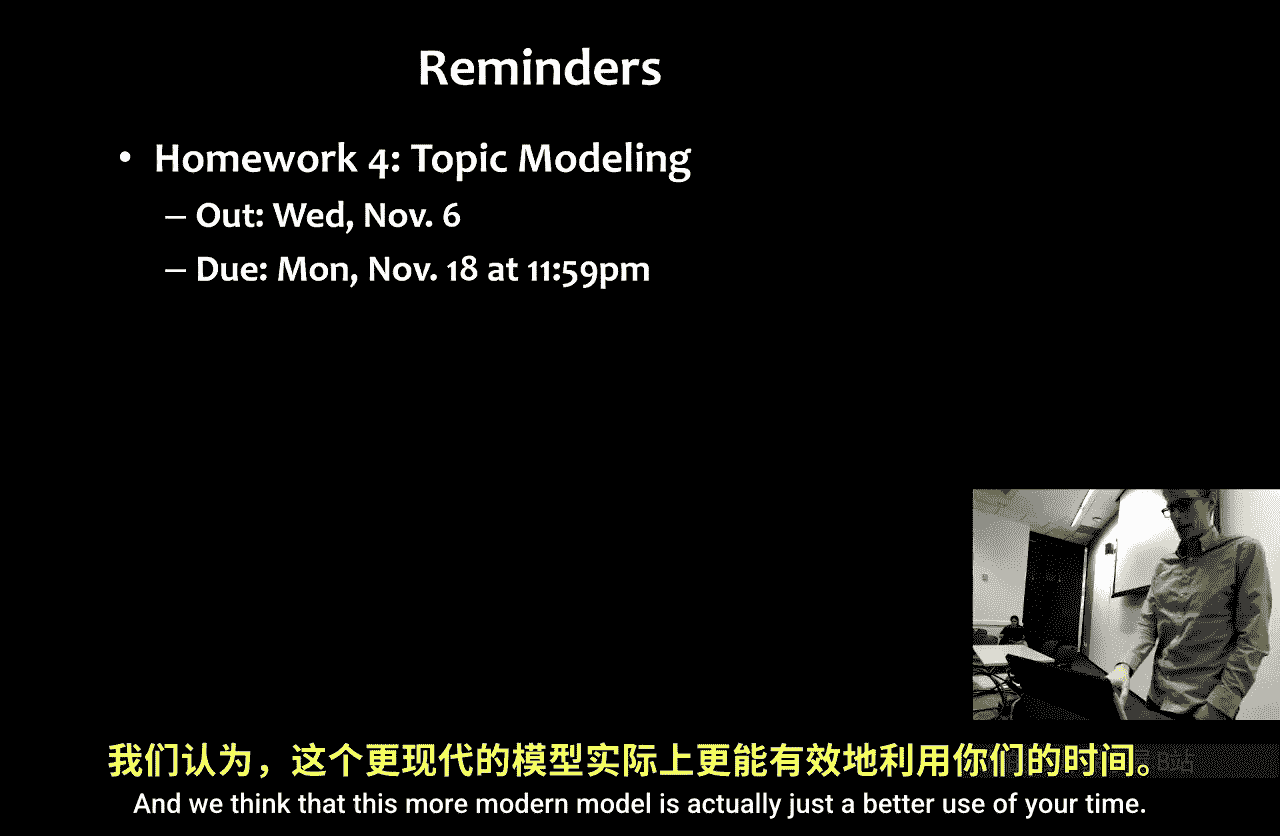 Reminders
• Homework 4: Topic Modeling
– Out: Wed, Nov. 6
– Due: Mon, Nov. 18 at 11:59pm
我们认为，这个更现代的模型实际上更能有效地利用你们的时间。
B站
And we think that this more modern model is actually just a better use of your time.